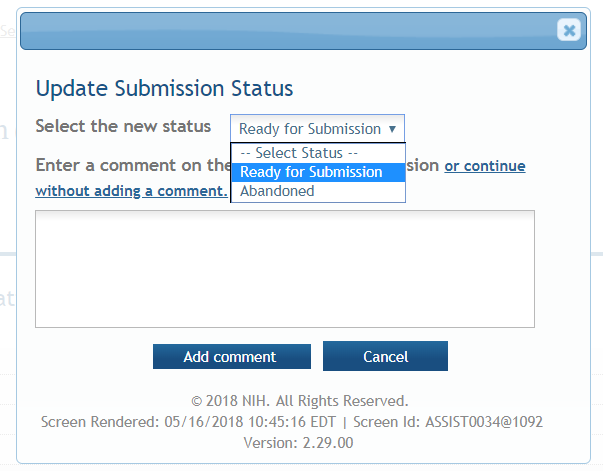 Se
Update Submission Status
Select the new status Ready for Submission
-- Select Status --
Enter a comment on the sion or continue
Ready for Submission
without adding a comment.
Abandoned
Add comment Cancel
© 2018 NIH. All Rights Reserved.
Screen Rendered: 05/16/2018 10:45:16 EDT | Screen Id: ASSIST0034@1092
Version: 2.29.00